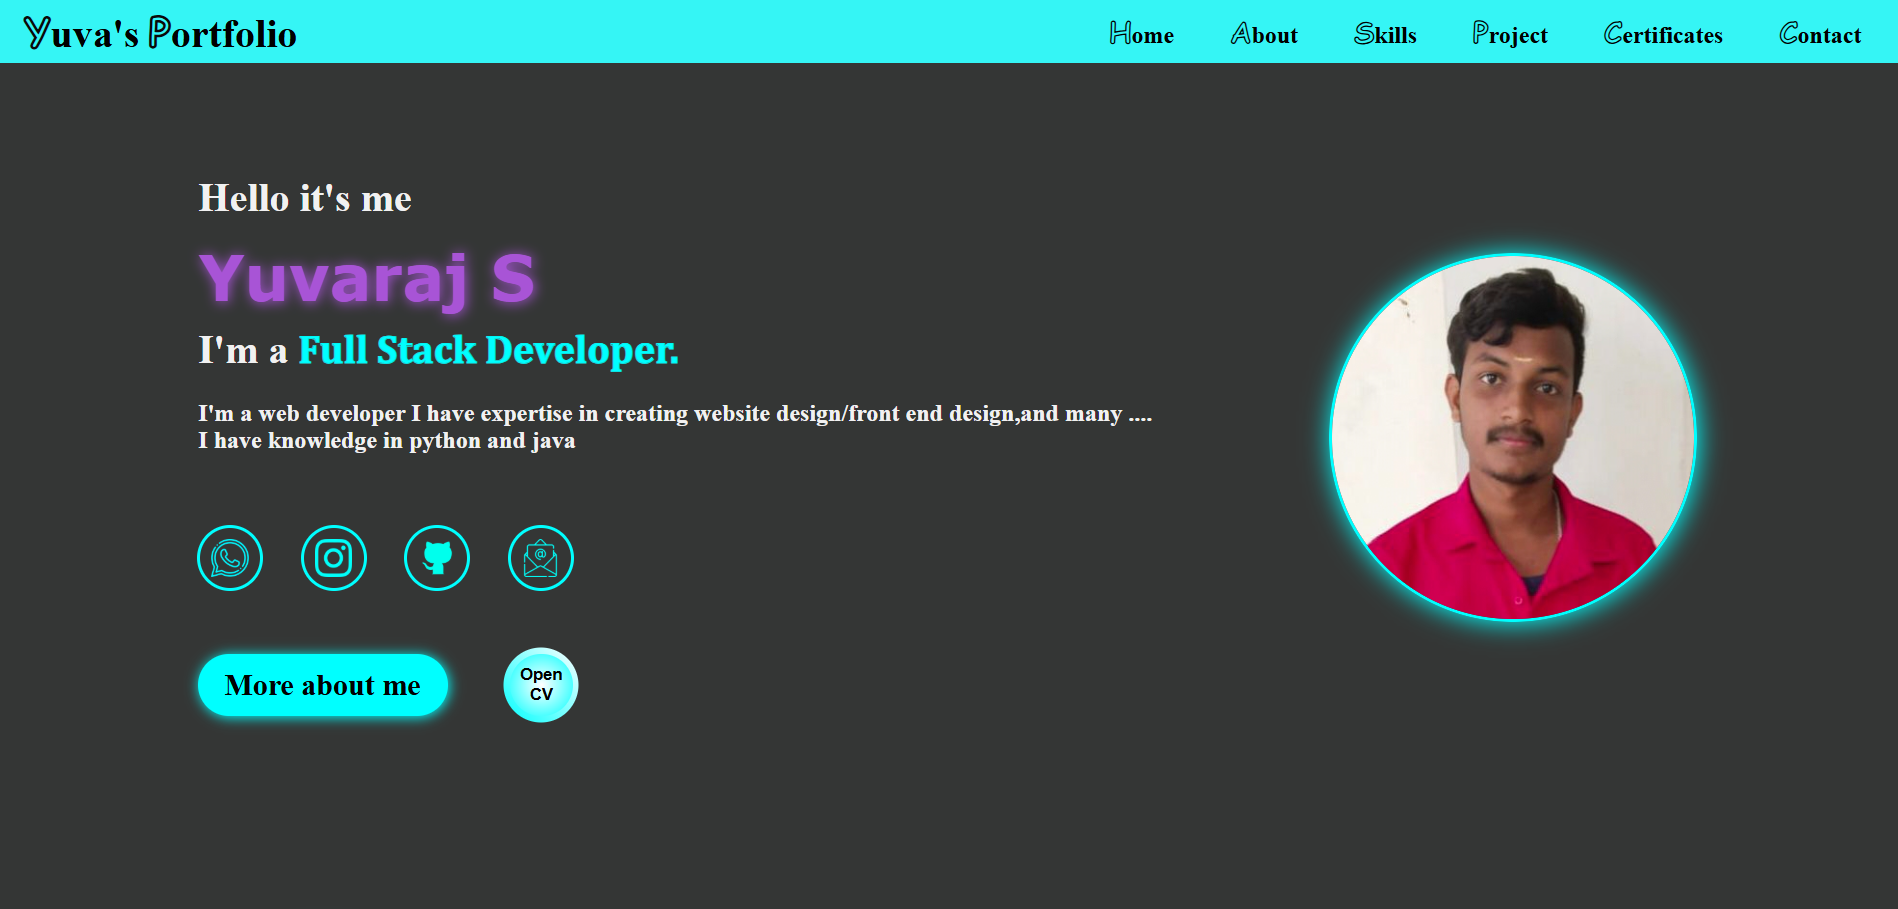 Yuva's Portfolio
Home About Skills Project Certificates Contact
Hello it's me
Yuvaraj S
I'm a Full Stack Developer.
I'm a web developer I have expertise in creating website design/front end design,and many ....
I have knowledge in python and java
@
More about me
Open
CV